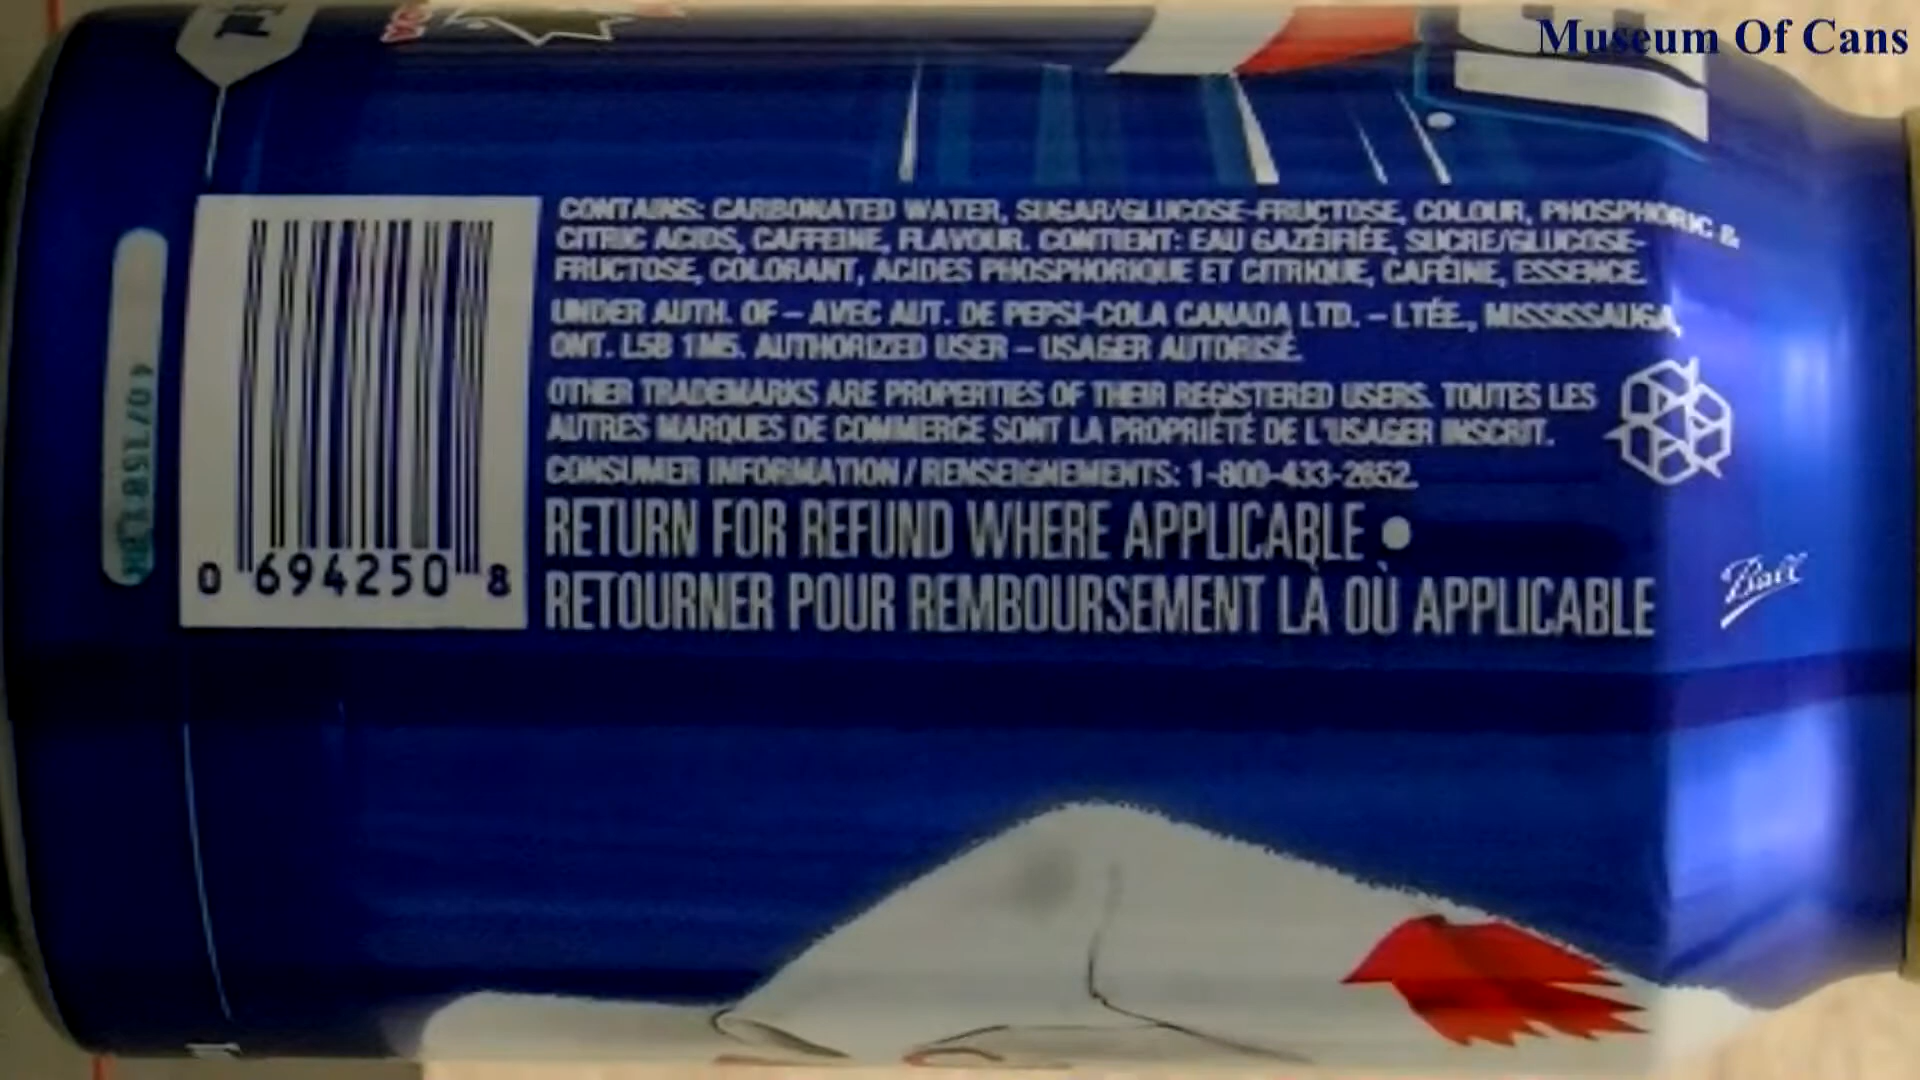 Museum Of Cans
CONTAINS: CARBONATED WATER, SUGAR/GLUCOSE-FRUCTOSE, COLOUR, PHOSPHORIC &
CITRIC ACIDS, CAFFEINE, FLAVOUR. CONTIENT: EAU GAZÉIFIÉE, SUCRE/GLUCOSE-
FRUCTOSE, COLORANT, ACIDES PHOSPHORIQUE ET CITRIQUE, CAFÉINE, ESSENCE.
UNDER AUTH. OF – AVEC AUT. DE PEPSI-COLA CANADA LTD. – LTÉE., MISSISSAUGA,
ONT. L5B 1M5. AUTHORIZED USER – USAGER AUTORISÉ.
OTHER TRADEMARKS ARE PROPERTIES OF THEIR REGISTERED USERS. TOUTES LES
AUTRES MARQUES DE COMMERCE SONT LA PROPRIÉTÉ DE L'USAGER INSCRIT.
CONSUMER INFORMATION / RENSEIGNEMENTS: 1-800-433-2652.
RETURN FOR REFUND WHERE APPLICABLE •
RETOURNER POUR REMBOURSEMENT LÀ OÙ APPLICABLE
0 694250 8
Ball